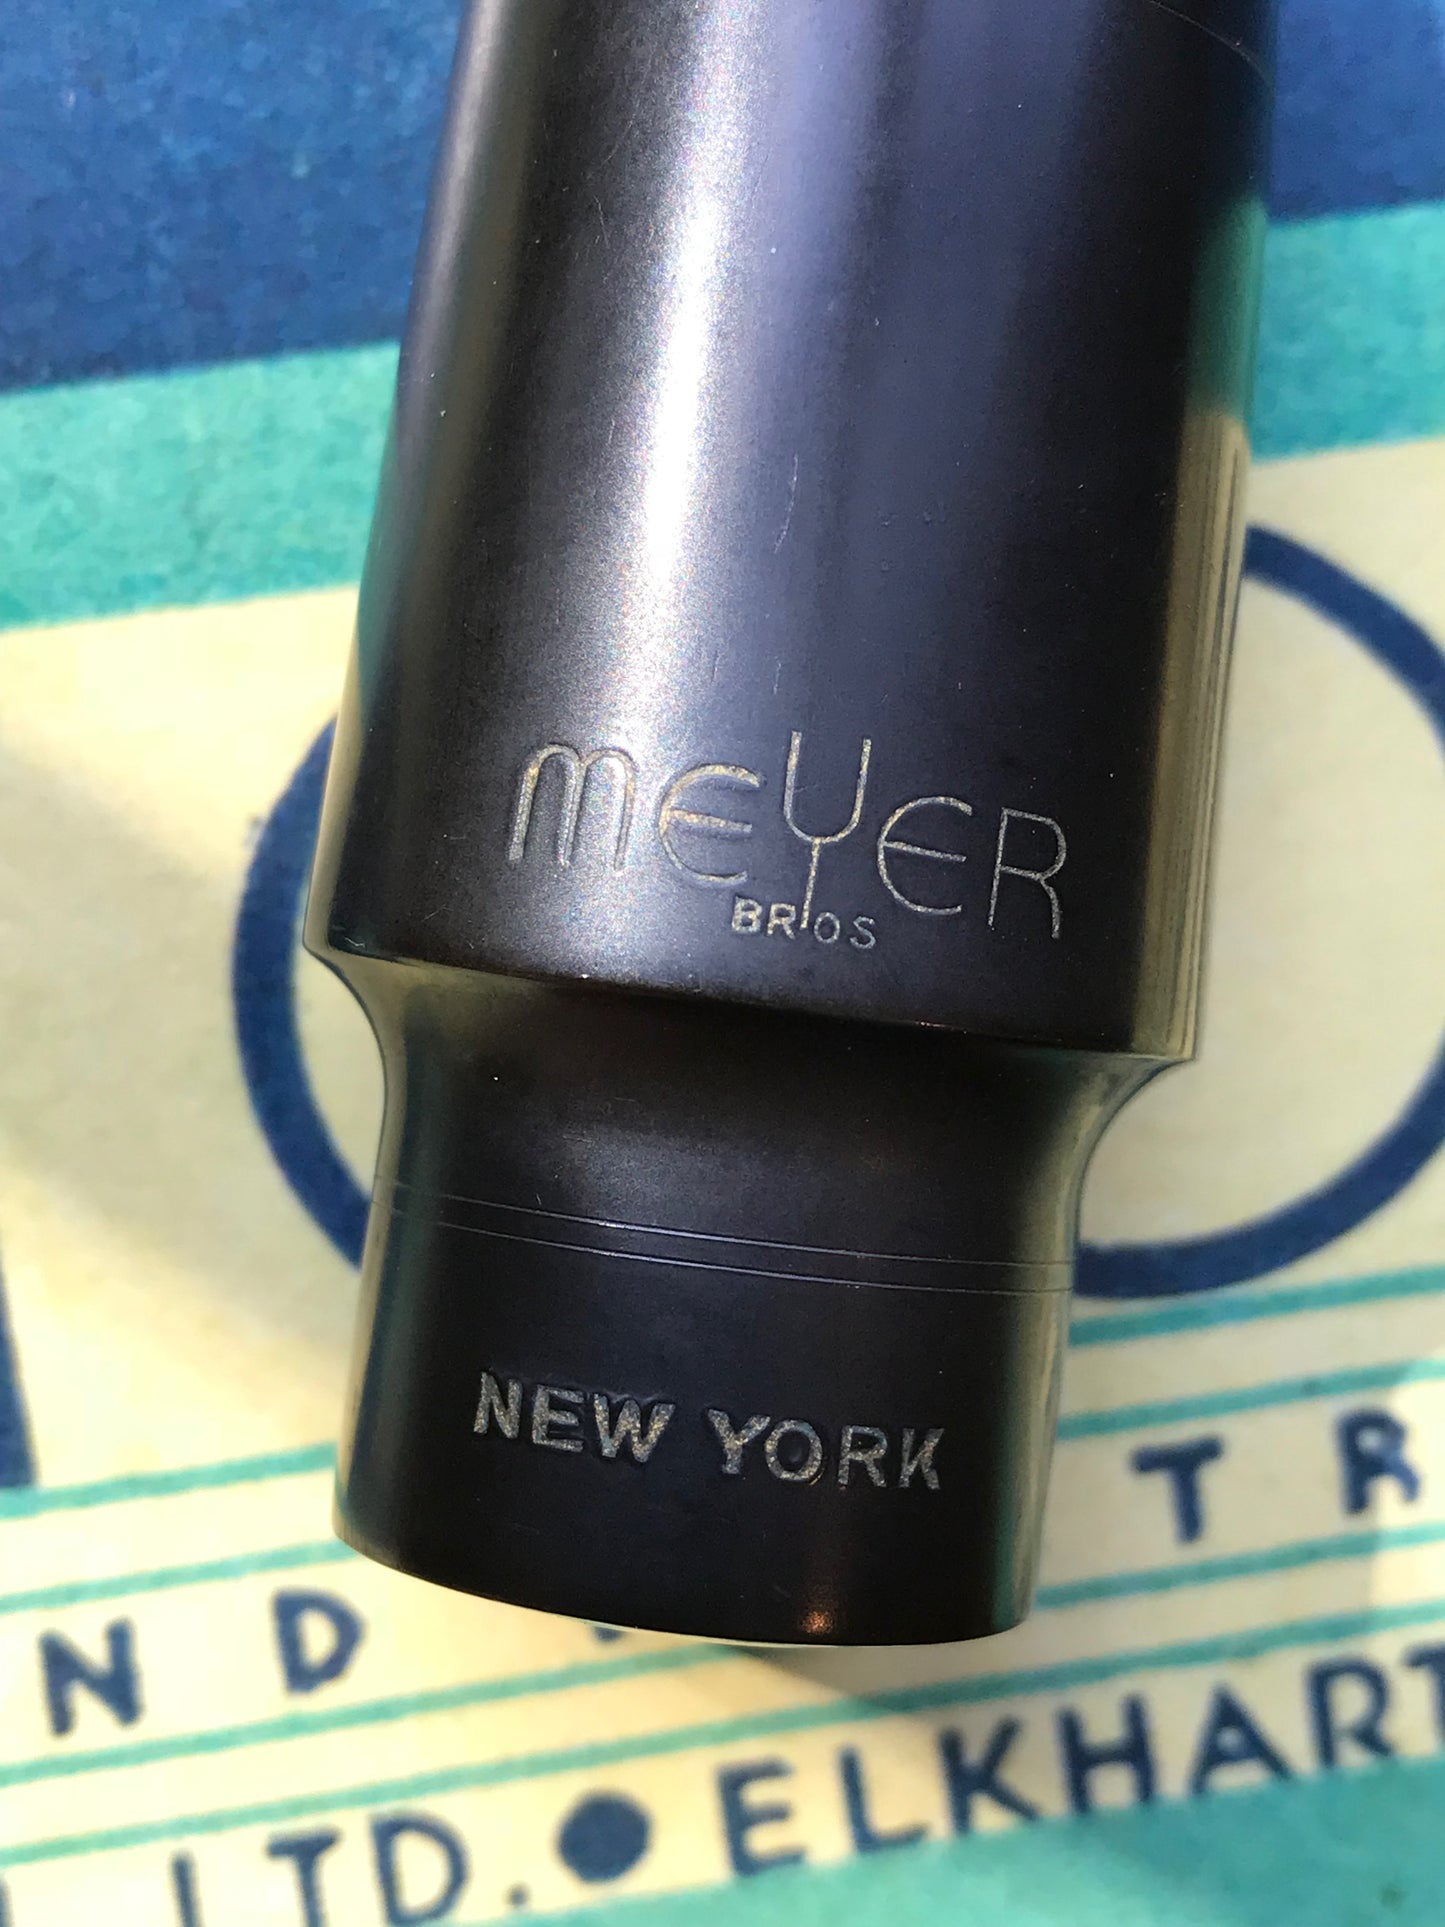 MEYER
BROS
NEW YORK
T R
N D
LTD. • ELKHART